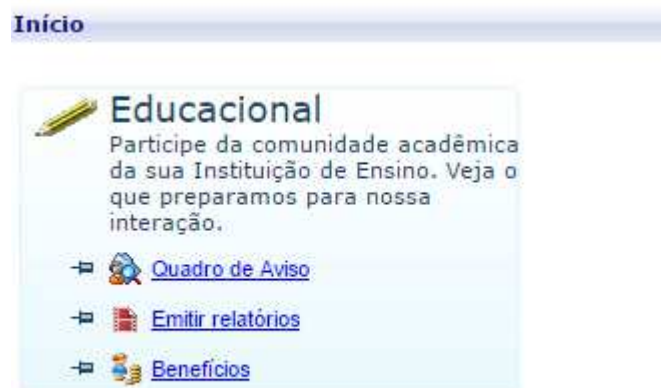 Início
Educacional
Participe da comunidade acadêmica
da sua Instituição de Ensino. Veja o
que preparamos para nossa
interação.
Quadro de Aviso
Emitir relatórios
Benefícios